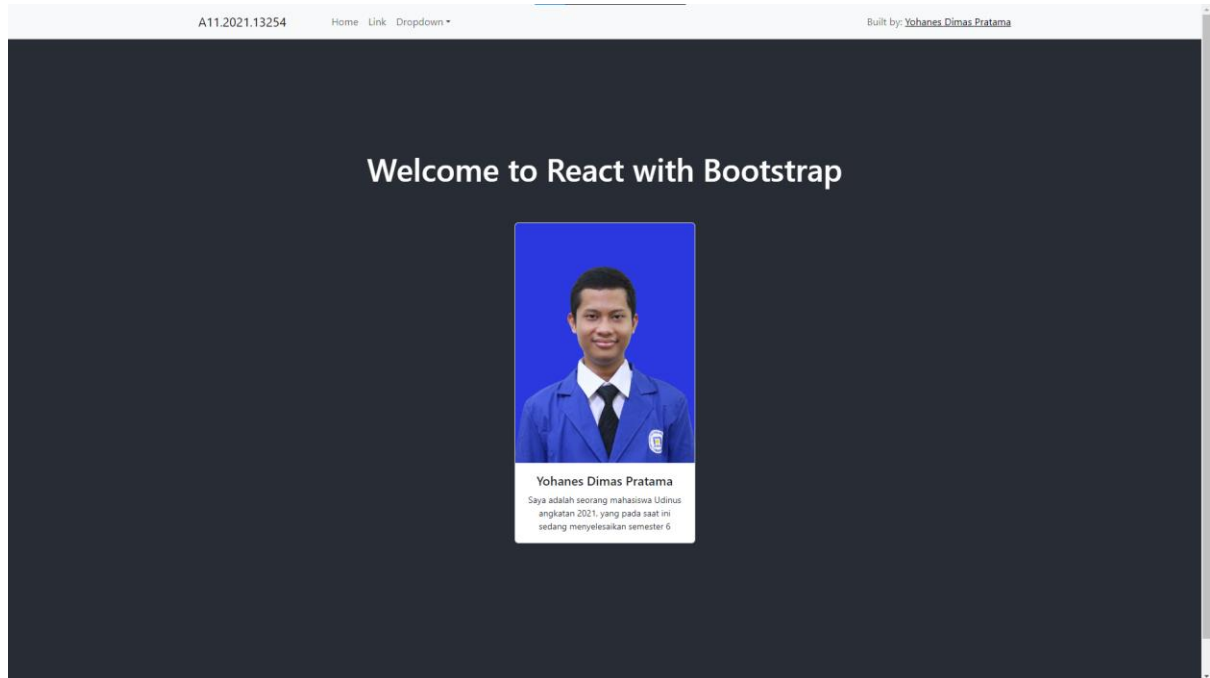 A11.2021.13254 Home Link Dropdown Built by: Yohanes Dimas Pratama
Welcome to React with Bootstrap
Yohanes Dimas Pratama
Saya adalah seorang mahasiswa Udinus
angkatan 2021, yang pada saat ini
sedang menyelesaikan semester 6